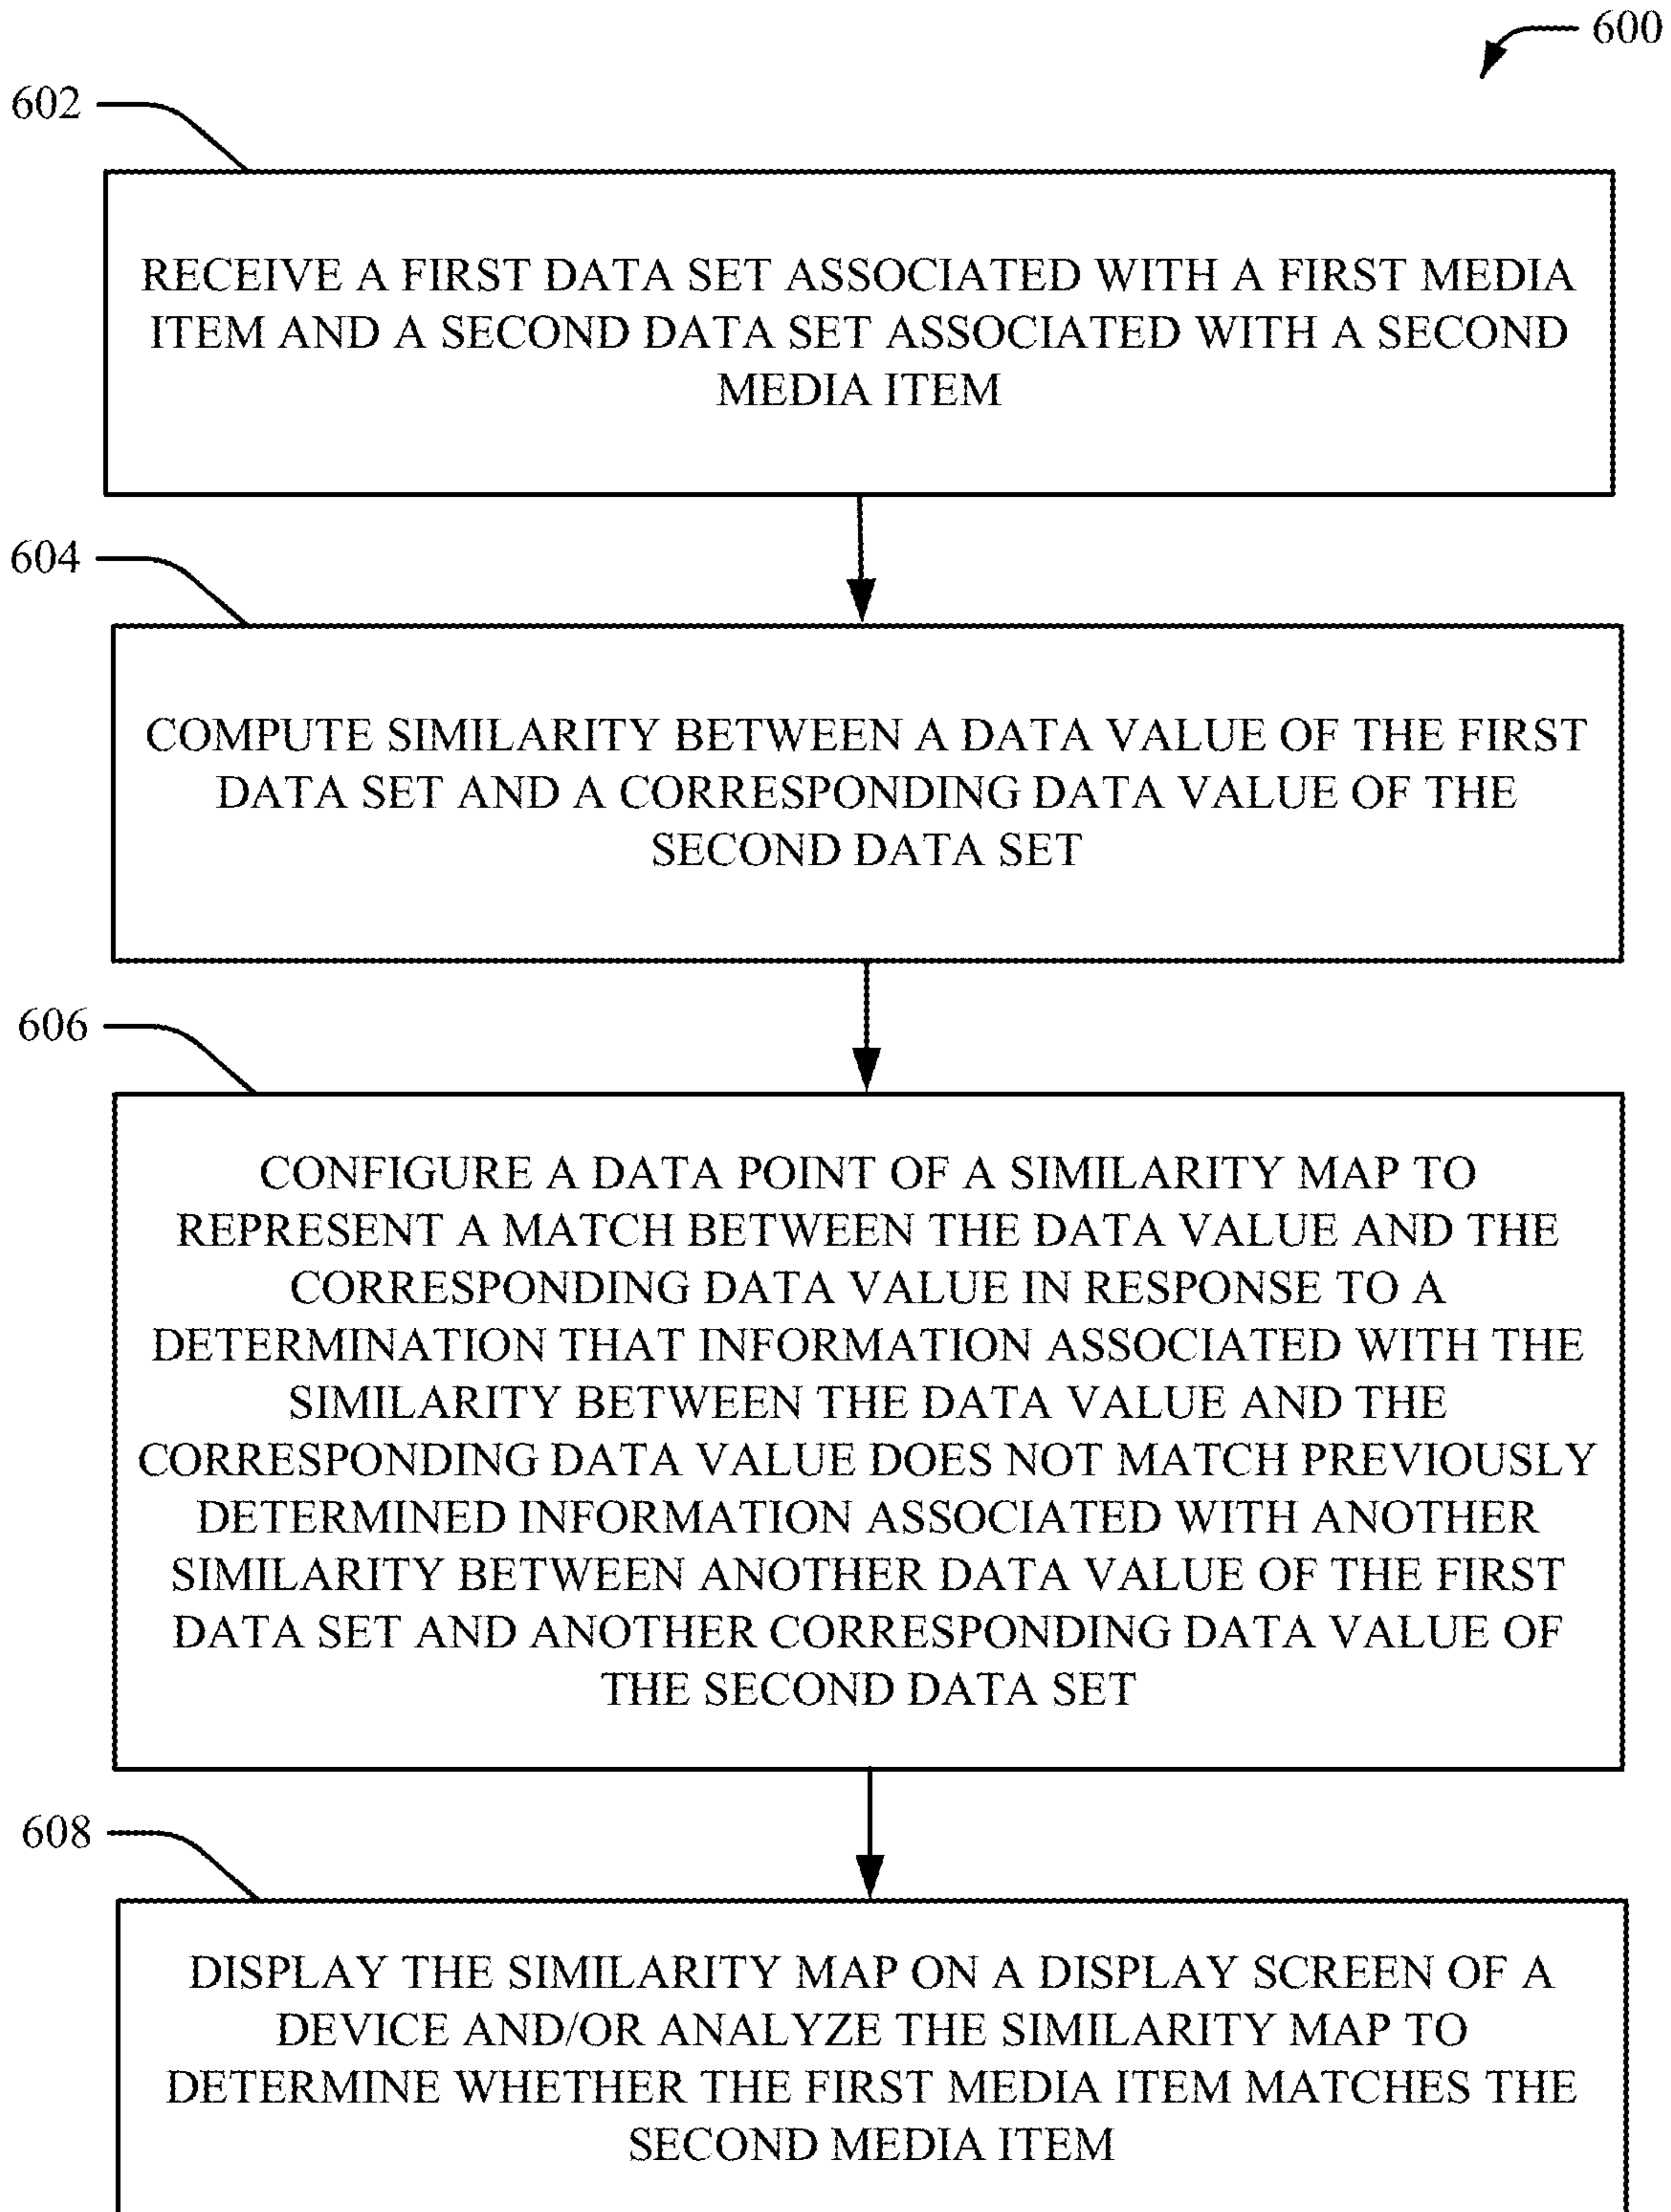 600
602
RECEIVE A FIRST DATA SET ASSOCIATED WITH A FIRST MEDIA
ITEM AND A SECOND DATA SET ASSOCIATED WITH A SECOND
MEDIA ITEM
604
COMPUTE SIMILARITY BETWEEN A DATA VALUE OF THE FIRST
DATA SET AND A CORRESPONDING DATA VALUE OF THE
SECOND DATA SET
606
CONFIGURE A DATA POINT OF A SIMILARITY MAP TO
REPRESENT A MATCH BETWEEN THE DATA VALUE AND THE
CORRESPONDING DATA VALUE IN RESPONSE TO A
DETERMINATION THAT INFORMATION ASSOCIATED WITH THE
SIMILARITY BETWEEN THE DATA VALUE AND THE
CORRESPONDING DATA VALUE DOES NOT MATCH PREVIOUSLY
DETERMINED INFORMATION ASSOCIATED WITH ANOTHER
SIMILARITY BETWEEN ANOTHER DATA VALUE OF THE FIRST
DATA SET AND ANOTHER CORRESPONDING DATA VALUE OF
THE SECOND DATA SET
608
DISPLAY THE SIMILARITY MAP ON A DISPLAY SCREEN OF A
DEVICE AND/OR ANALYZE THE SIMILARITY MAP TO
DETERMINE WHETHER THE FIRST MEDIA ITEM MATCHES THE
SECOND MEDIA ITEM